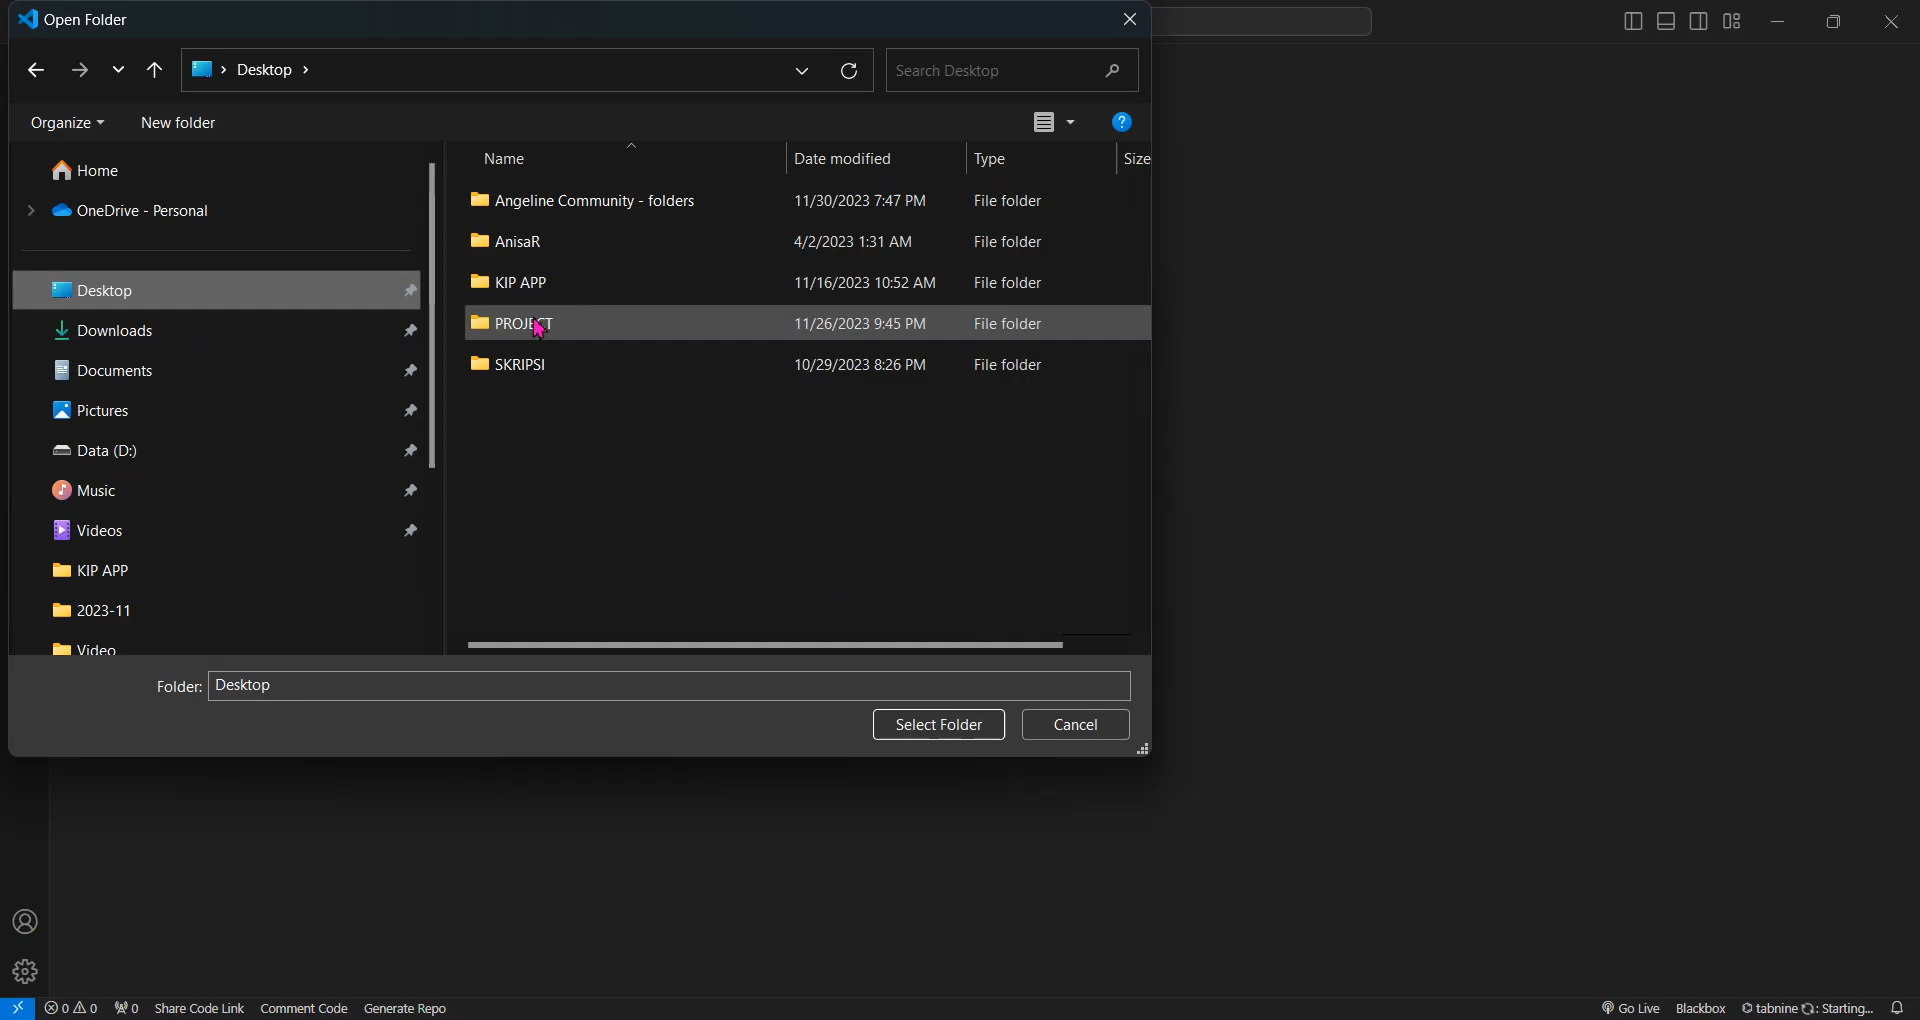 Open Folder
Desktop
Search Desktop
Organize
New folder
Name Date modified Type Size
Home
OneDrive - Personal
Desktop
Downloads
Documents
Pictures
Data (D:)
Music
Videos
KIP APP
2023-11
Video
Angeline Community - folders 11/30/2023 7:47 PM File folder
AnisaR 4/2/2023 1:31 AM File folder
KIP APP 11/16/2023 10:52 AM File folder
PROJECT 11/26/2023 9:45 PM File folder
SKRIPSI 10/29/2023 8:26 PM File folder
Folder: Desktop
Select Folder Cancel
0 0 0 Share Code Link Comment Code Generate Repo Go Live Blackbox tabnine : Starting...